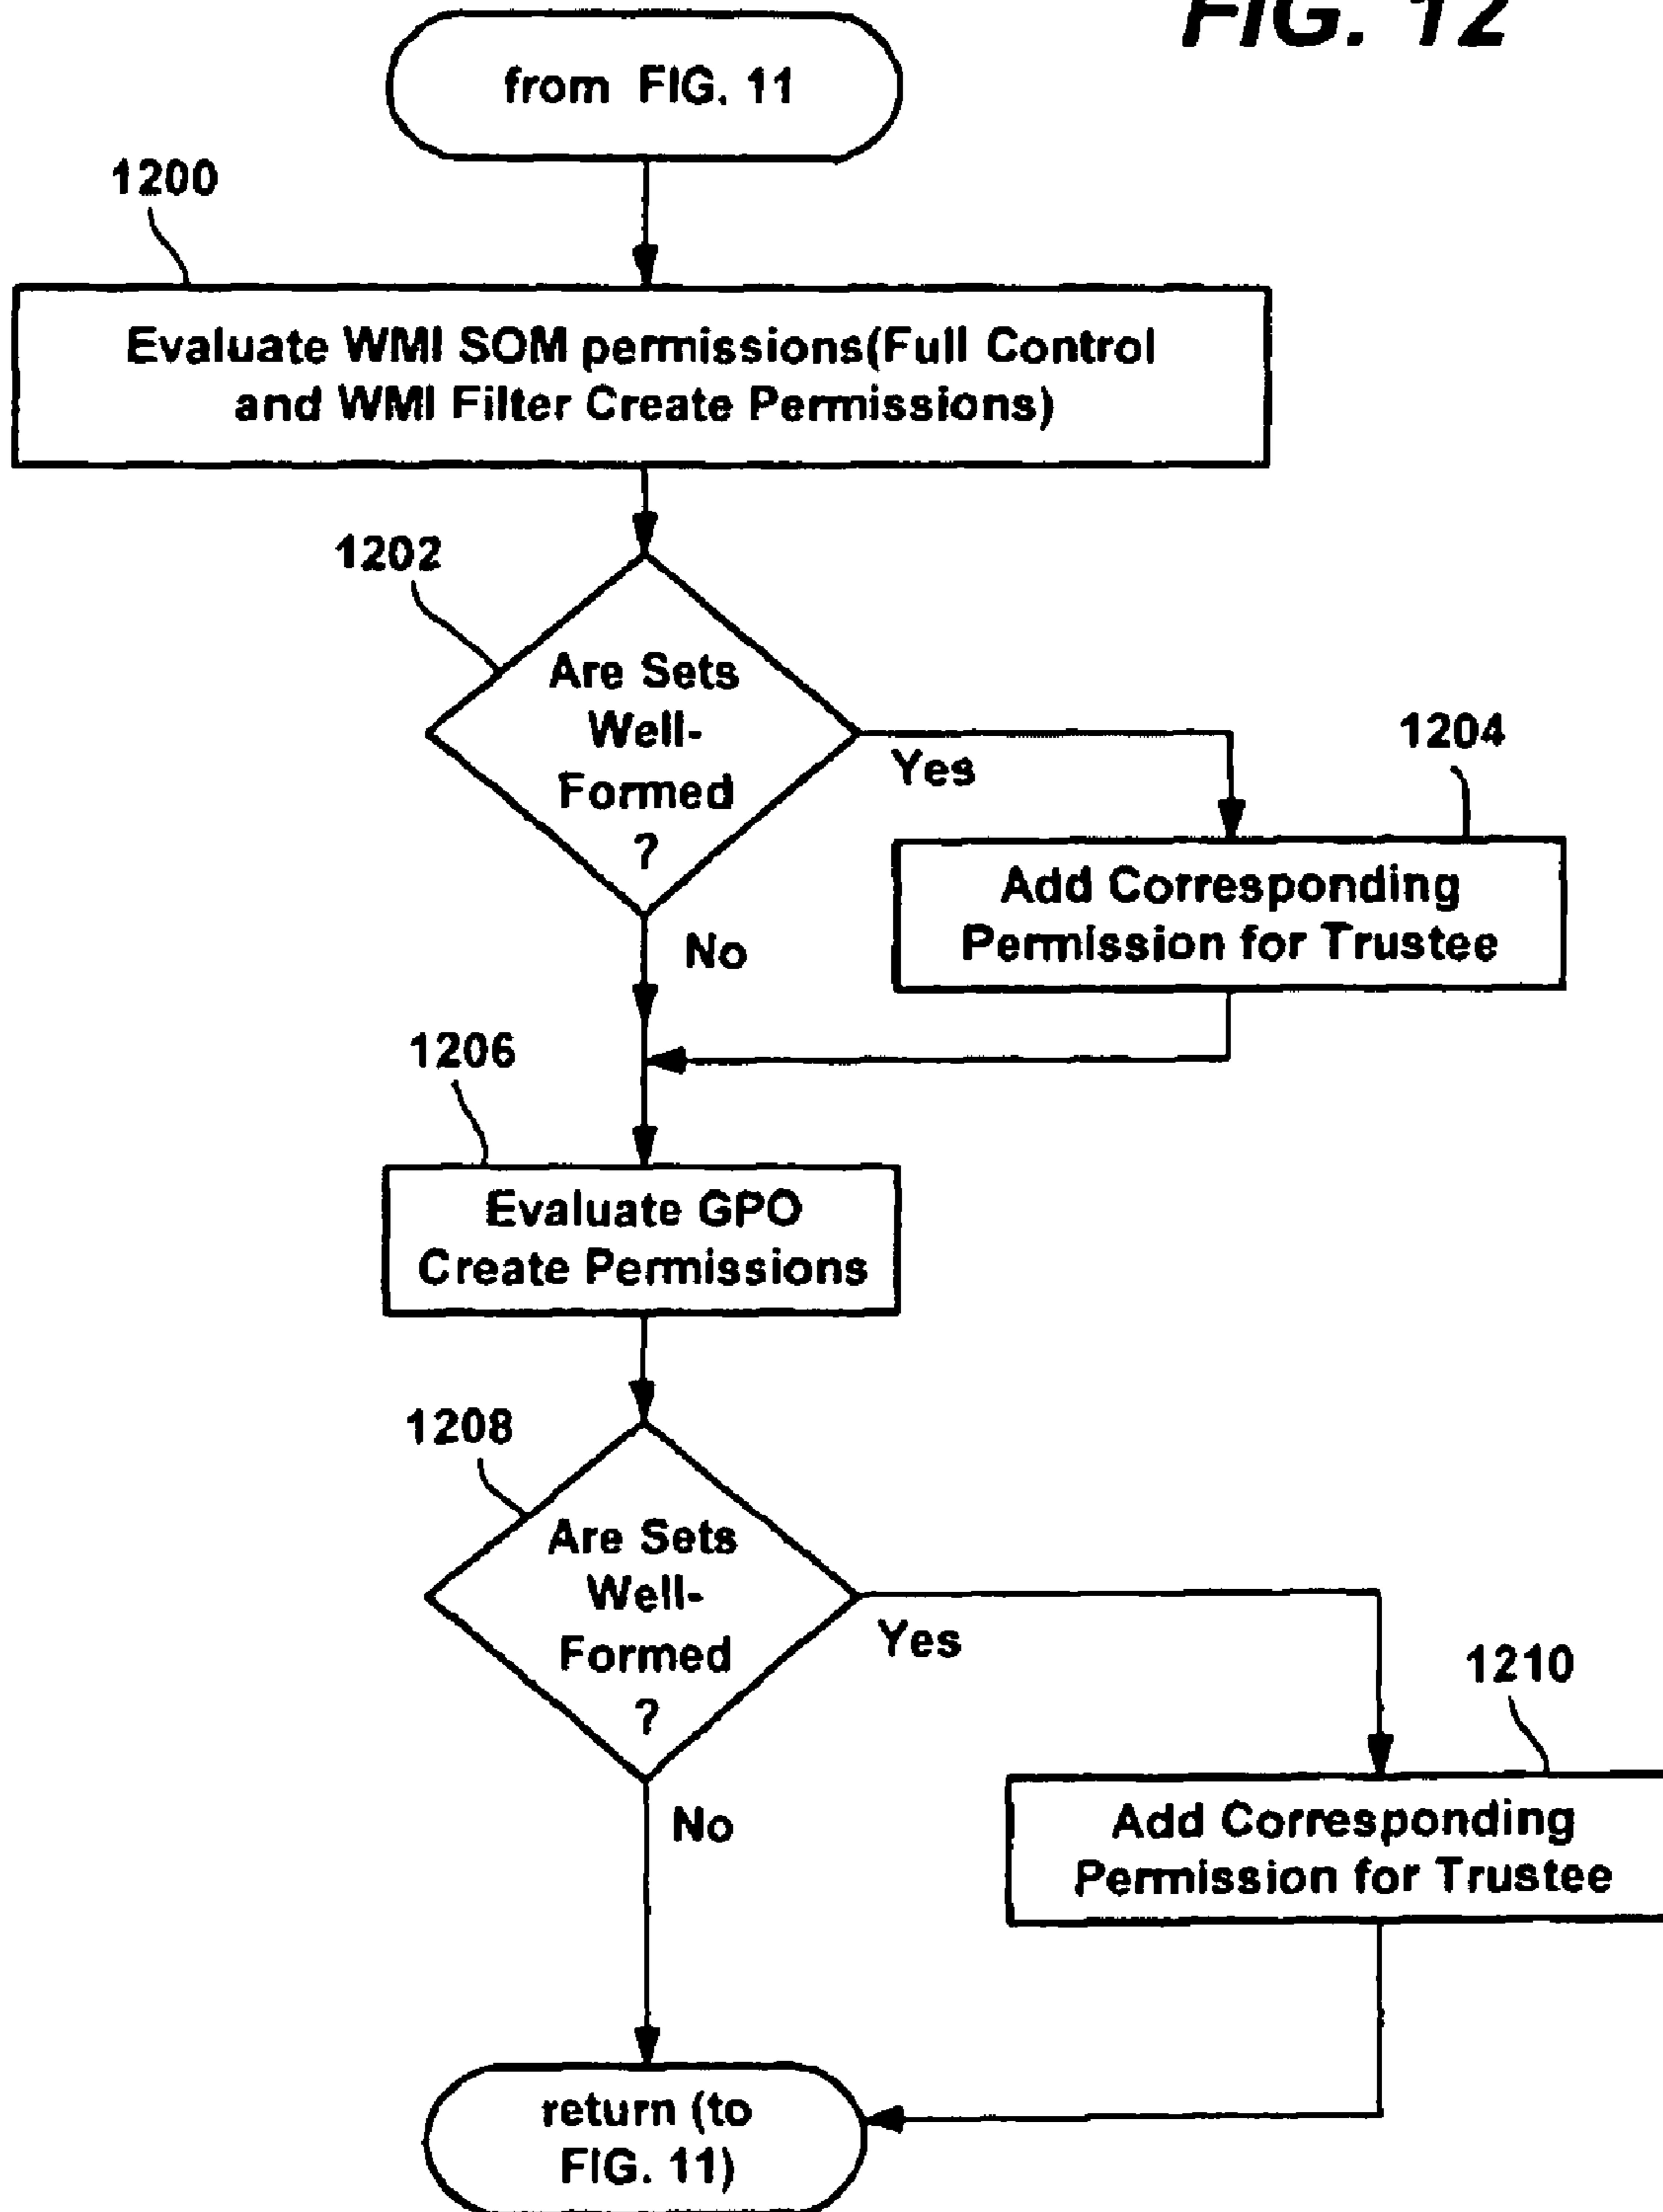 FIG. 12
from FIG. 11
1200
Evaluate WMI SOM permissions(Full Control
and WMI Filter Create Permissions)
1202
Are Sets
Well-
Formed
?
Yes
1204
Add Corresponding
Permission for Trustee
No
1206
Evaluate GPO
Create Permissions
1208
Are Sets
Well-
Formed
?
Yes
1210
Add Corresponding
Permission for Trustee
No
return (to
FIG. 11)